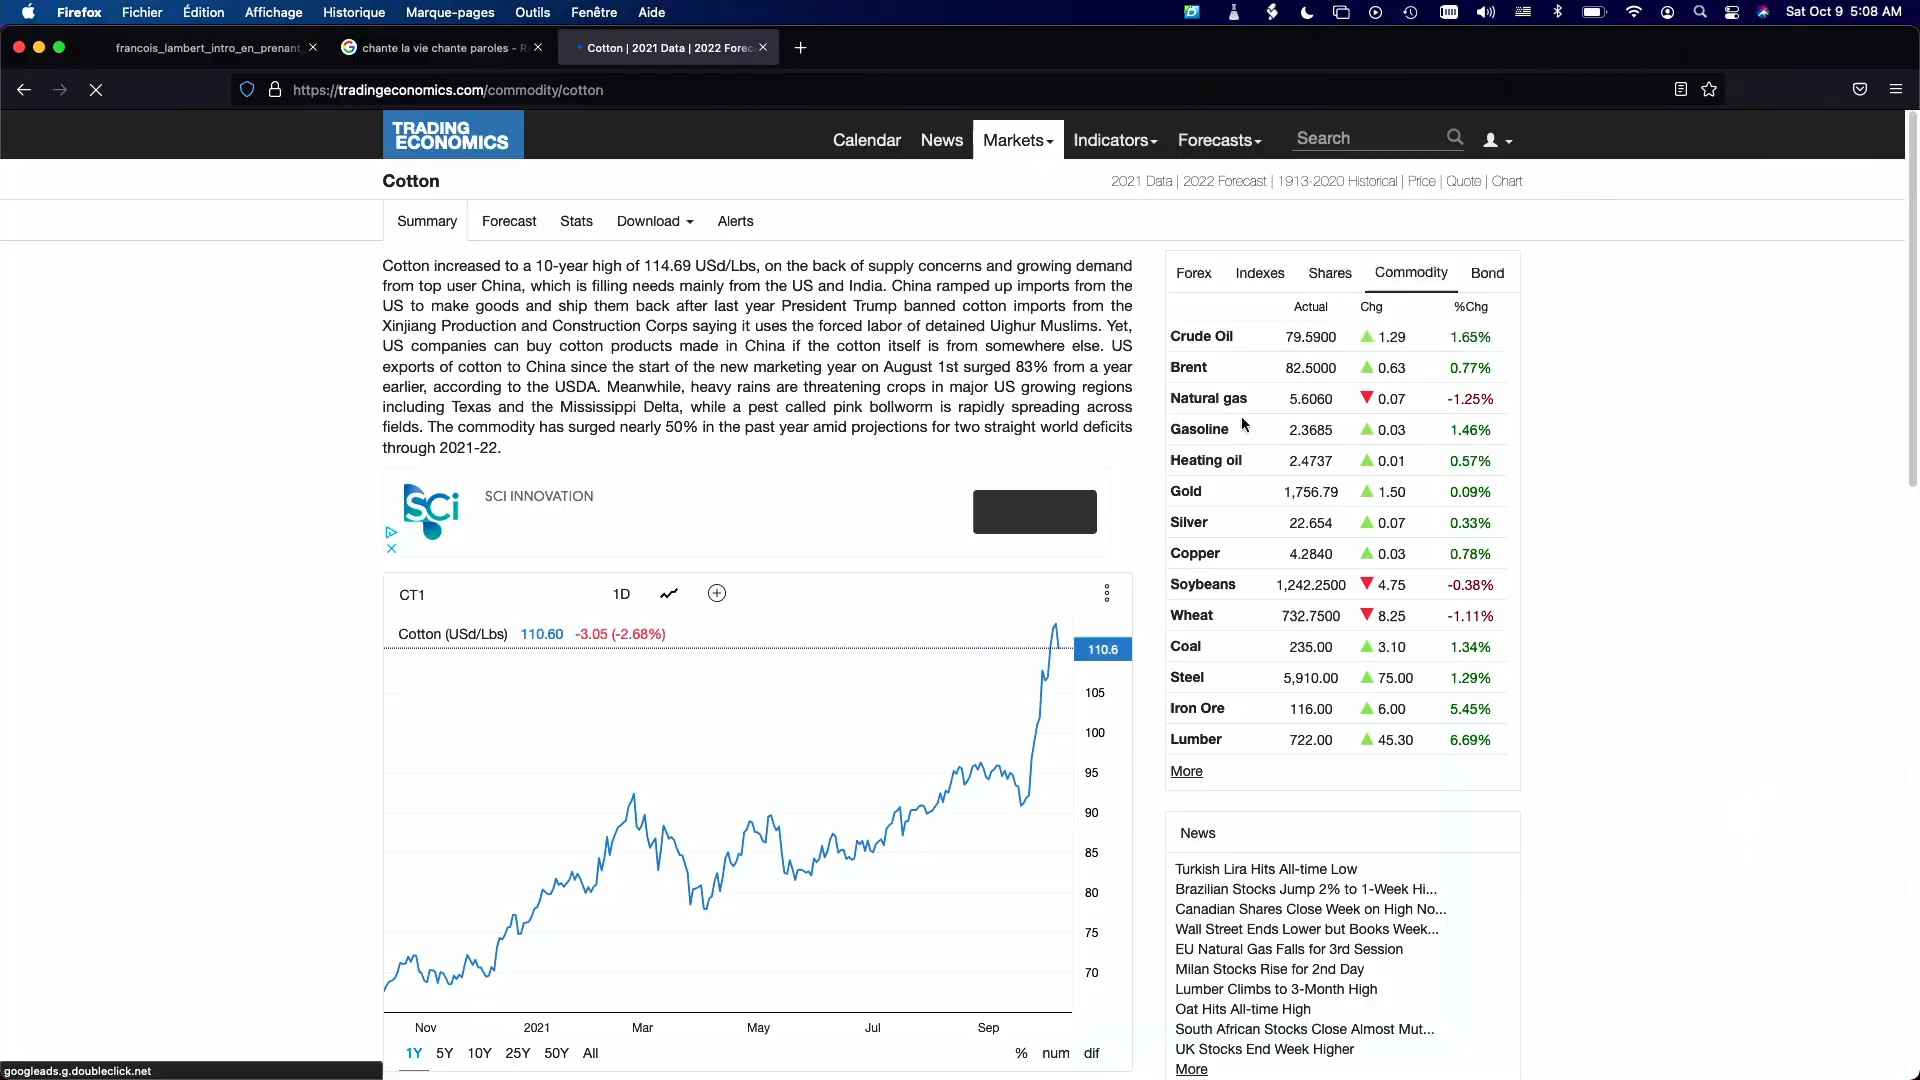 Firefox Fichier Édition Affichage Historique Marque-pages Outils Fenêtre Aide Sat Oct 9 5:08 AM
francois_lambert_intro_en_prenant chante la vie chante paroles - R Cotton | 2021 Data | 2022 Forec
https://tradingeconomics.com/commodity/cotton
TRADING
ECONOMICS
Calendar News Markets Indicators Forecasts Search
Cotton
2021 Data | 2022 Forecast | 1913-2020 Historical | Price | Quote | Chart
Summary Forecast Stats Download Alerts
Cotton increased to a 10-year high of 114.69 USd/Lbs, on the back of supply concerns and growing demand
from top user China, which is filling needs mainly from the US and India. China ramped up imports from the
US to make goods and ship them back after last year President Trump banned cotton imports from the
Xinjiang Production and Construction Corps saying it uses the forced labor of detained Uighur Muslims. Yet,
US companies can buy cotton products made in China if the cotton itself is from somewhere else. US
exports of cotton to China since the start of the new marketing year on August 1st surged 83% from a year
earlier, according to the USDA. Meanwhile, heavy rains are threatening crops in major US growing regions
including Texas and the Mississippi Delta, while a pest called pink bollworm is rapidly spreading across
fields. The commodity has surged nearly 50% in the past year amid projections for two straight world deficits
through 2021-22.
SCi SCI INNOVATION
CT1 1D
Cotton (USd/Lbs) 110.60 -3.05 (-2.68%)
110.6
105
100
95
90
85
80
75
70
Nov 2021 Mar May Jul Sep
1Y 5Y 10Y 25Y 50Y All % num dif
Forex Indexes Shares Commodity Bond
Actual Chg %Chg
Crude Oil 79.5900 1.29 1.65%
Brent 82.5000 0.63 0.77%
Natural gas 5.6060 0.07 -1.25%
Gasoline 2.3685 0.03 1.46%
Heating oil 2.4737 0.01 0.57%
Gold 1,756.79 1.50 0.09%
Silver 22.654 0.07 0.33%
Copper 4.2840 0.03 0.78%
Soybeans 1,242.2500 4.75 -0.38%
Wheat 732.7500 8.25 -1.11%
Coal 235.00 3.10 1.34%
Steel 5,910.00 75.00 1.29%
Iron Ore 116.00 6.00 5.45%
Lumber 722.00 45.30 6.69%
More
News
Turkish Lira Hits All-time Low
Brazilian Stocks Jump 2% to 1-Week Hi...
Canadian Shares Close Week on High No...
Wall Street Ends Lower but Books Week...
EU Natural Gas Falls for 3rd Session
Milan Stocks Rise for 2nd Day
Lumber Climbs to 3-Month High
Oat Hits All-time High
South African Stocks Close Almost Mut...
UK Stocks End Week Higher
More
googleads.g.doubleclick.net